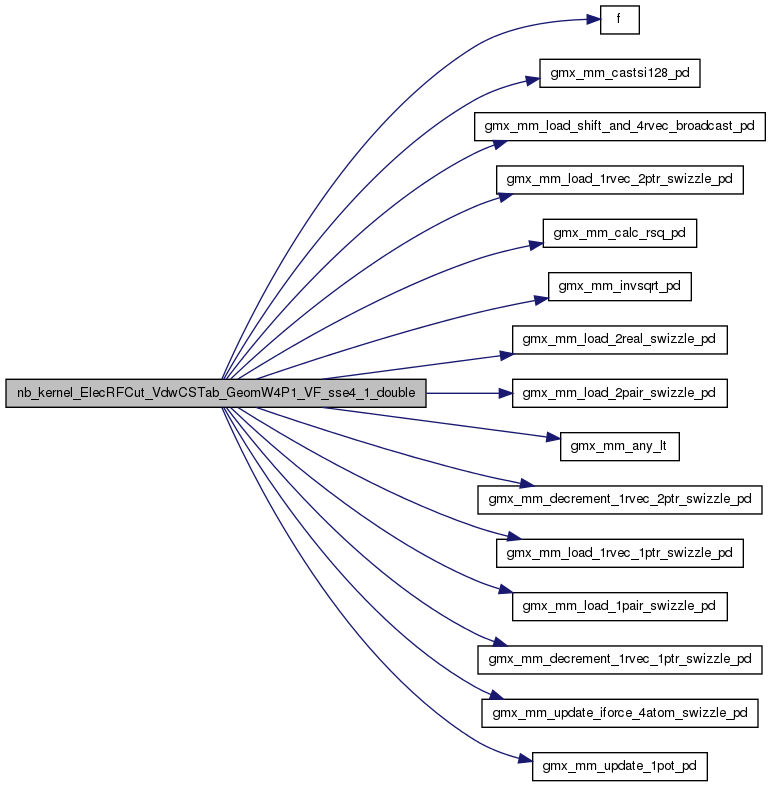 f
gmx_mm_castsi128_pd
gmx_mm_load_shift_and_4rvec_broadcast_pd
gmx_mm_load_1rvec_2ptr_swizzle_pd
gmx_mm_calc_rsq_pd
gmx_mm_invsqrt_pd
gmx_mm_load_2real_swizzle_pd
nb_kernel_ElecRFCut_VdwCSTab_GeomW4P1_VF_sse4_1_double
gmx_mm_load_2pair_swizzle_pd
gmx_mm_any_lt
gmx_mm_decrement_1rvec_2ptr_swizzle_pd
gmx_mm_load_1rvec_1ptr_swizzle_pd
gmx_mm_load_1pair_swizzle_pd
gmx_mm_decrement_1rvec_1ptr_swizzle_pd
gmx_mm_update_iforce_4atom_swizzle_pd
gmx_mm_update_1pot_pd